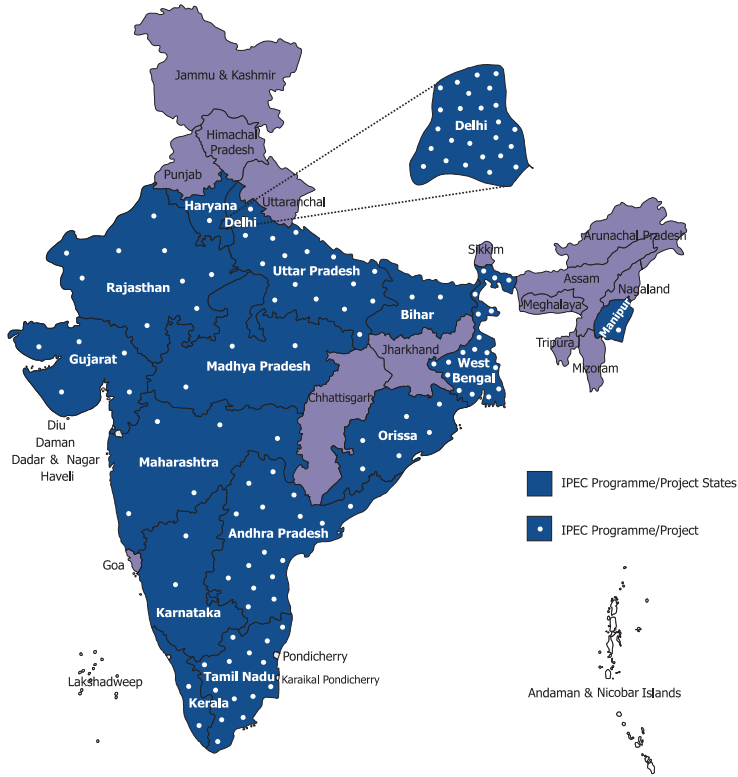 Jammu & Kashmir
Himachal
Pradesh
Punjab
Uttaranchal
Haryana
Delhi
Delhi
Rajasthan
Uttar Pradesh
Bihar
Sikkim
Arunachal Pradesh
Assam
Nagaland
Meghalaya
Manipur
Tripura
Mizoram
Gujarat
Madhya Pradesh
Jharkhand
West
Bengal
Chhattisgarh
Diu
Daman
Dadar & Nagar
Haveli
Orissa
Maharashtra
Andhra Pradesh
Goa
Karnataka
Pondicherry
Karaikal Pondicherry
Tamil Nadu
Kerala
Lakshadweep
IPEC Programme/Project States
IPEC Programme/Project
Andaman & Nicobar Islands